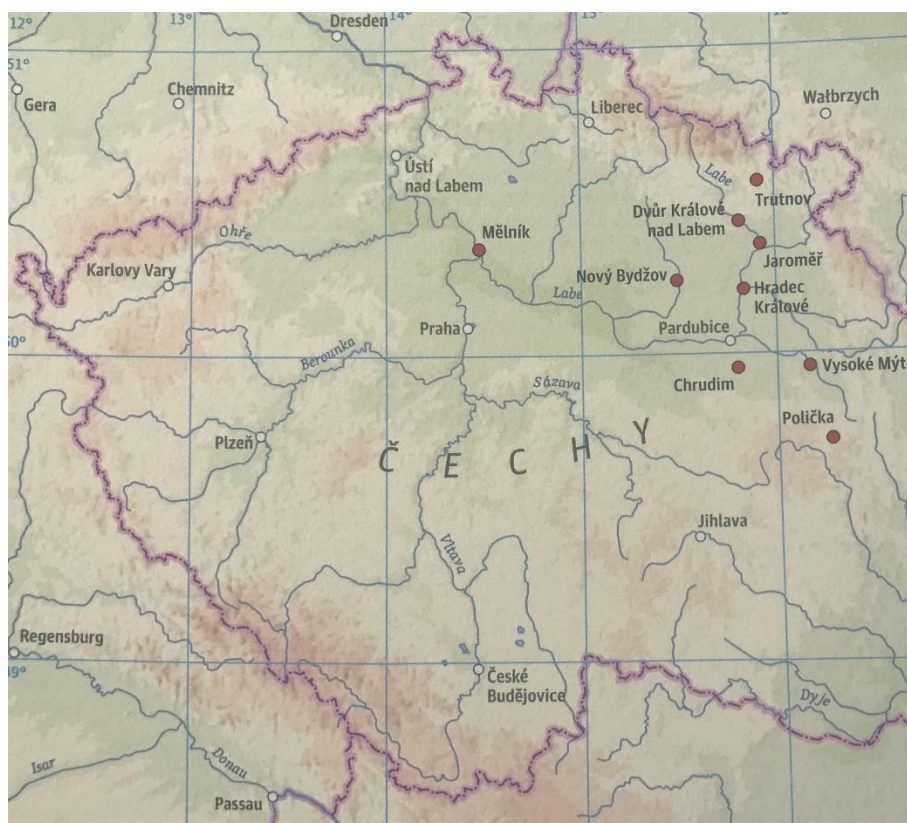 12°
13°
Dresden
14°
15
16
51°
Gera
Chemnitz
Liberec
Wałbrzych
Ústí
nad Labem
Labe
Trutnov
Dvůr Králové
nad Labem
Ohře
Mělník
Jaroměř
Karlovy Vary
Nový Bydžov
Hradec
Králové
Labe
Praha
Pardubice
50°
Berounka
Vysoké Mýt
Sázava
Chrudim
Polička
Plzeň
ČECHY
Jihlava
Vltava
Regensburg
49°
České
Budějovice
Dyje
Isar
Donau
Passau